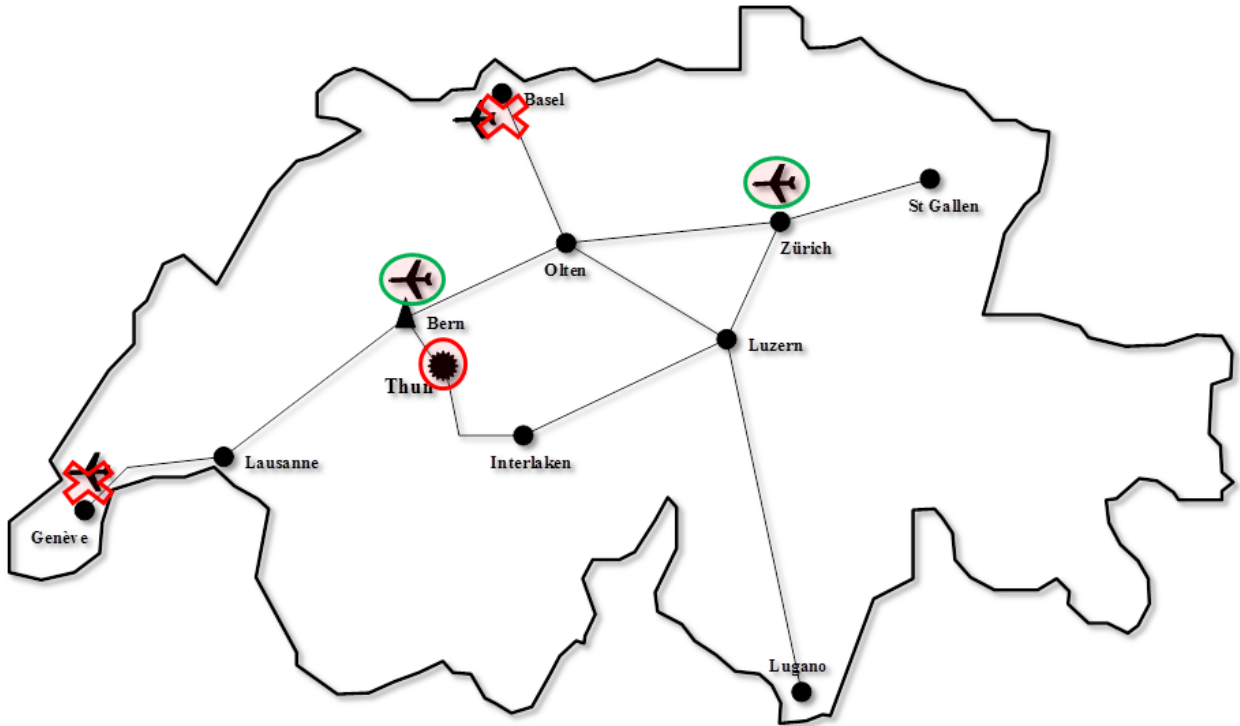 Basel
St Gallen
Zürich
Olten
Bern
Luzern
Thun
Lausanne
Interlaken
Genève
Lugano